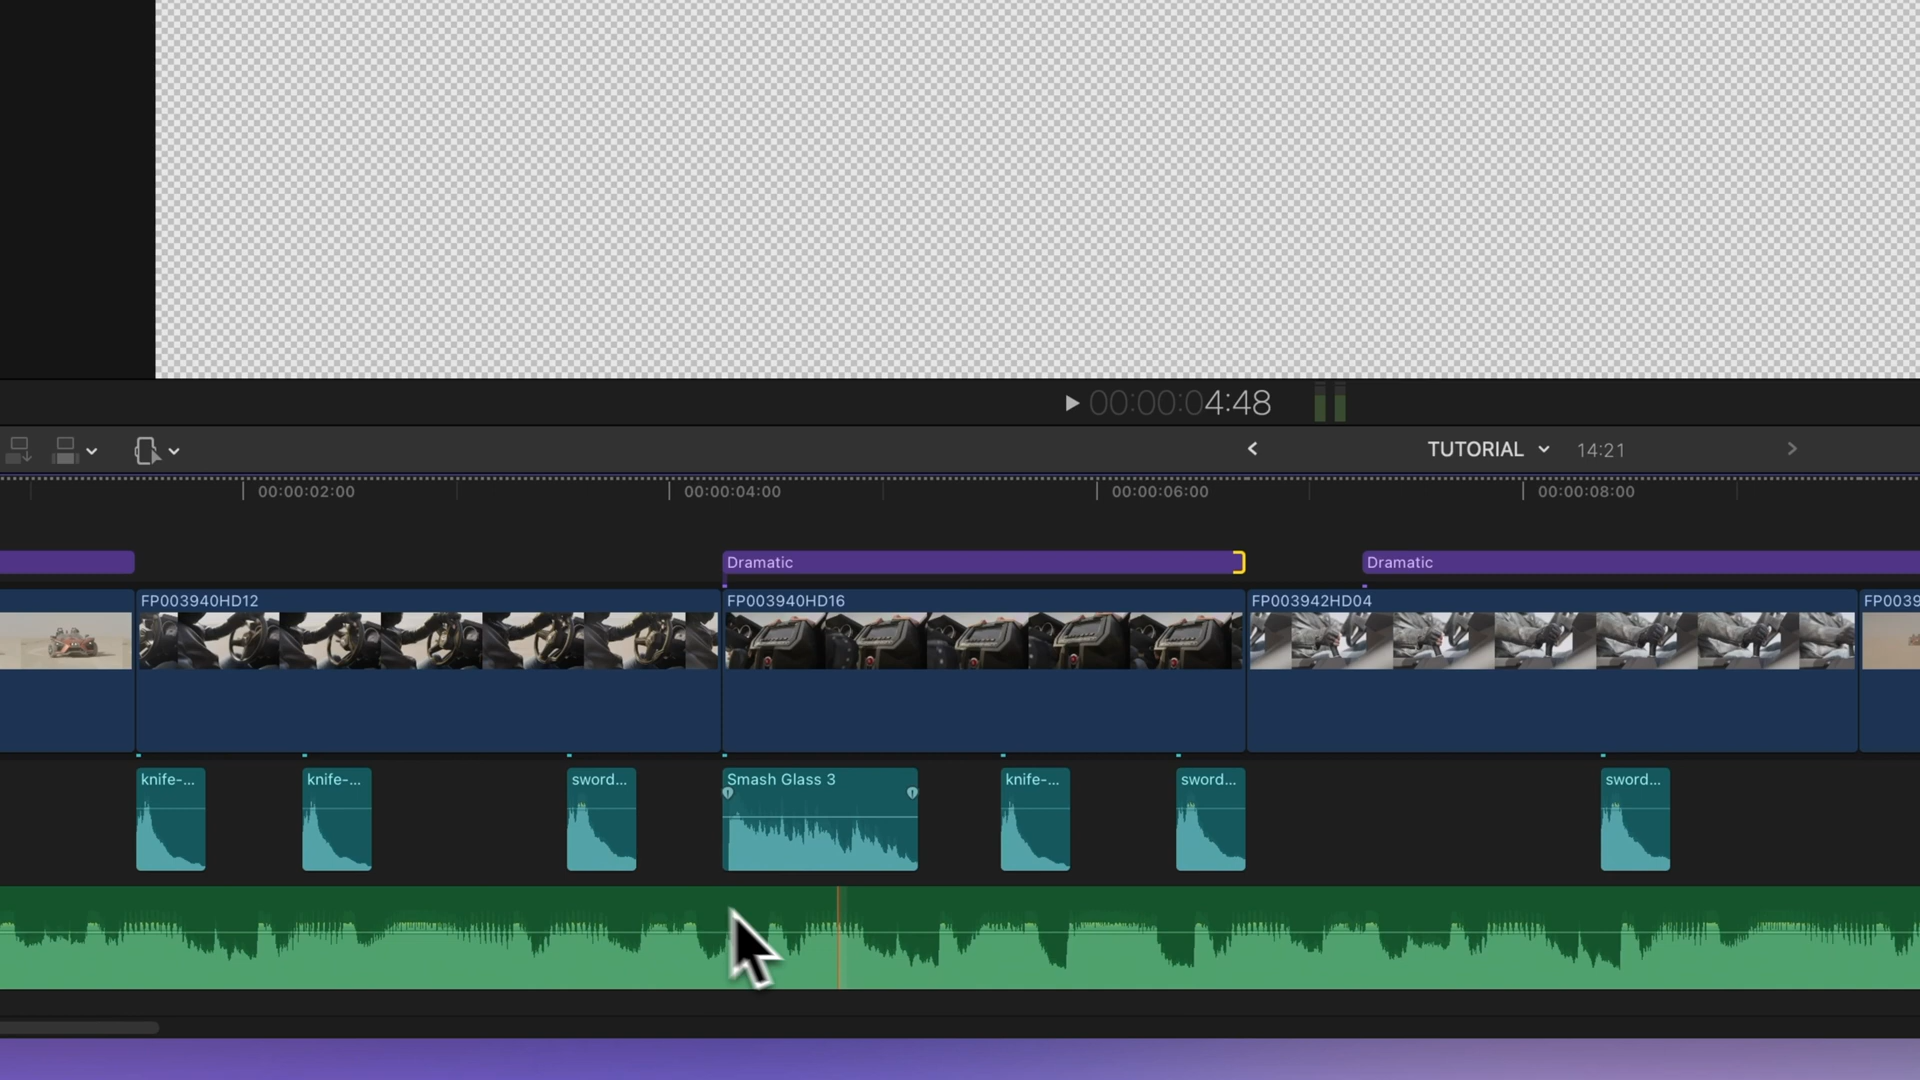 00:00:04:48
TUTORIAL 14:21
00:00:02:00 00:00:04:00 00:00:06:00 00:00:08:00
Dramatic Dramatic
FP003940HD12 FP003940HD16 FP003942HD04 FP0039
knife-... knife-... sword... Smash Glass 3 knife-... sword... sword...